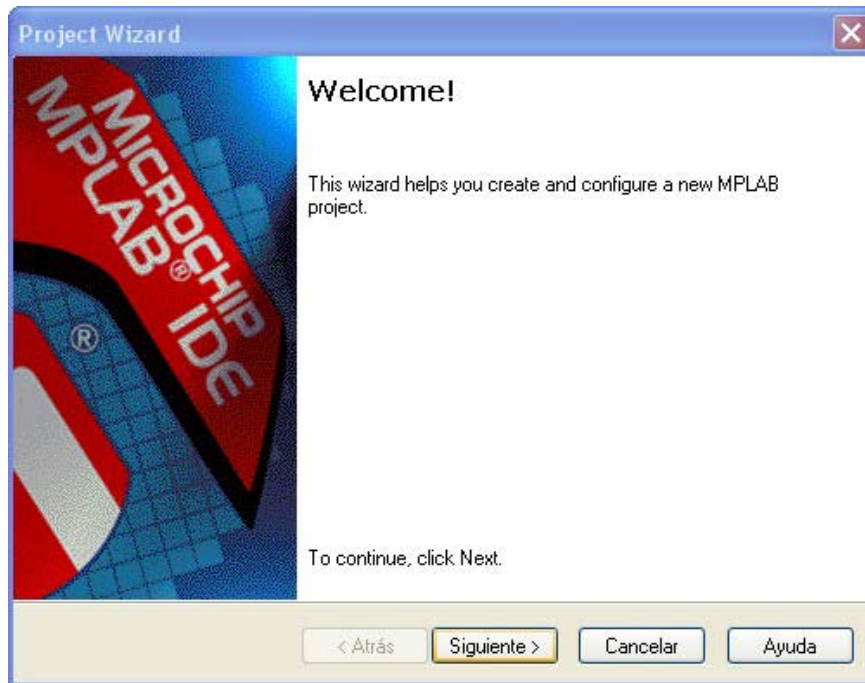 Project Wizard
MICROCHIP
MPLAB® IDE
®
Welcome!
This wizard helps you create and configure a new MPLAB
project.
To continue, click Next.
< Atrás
Siguiente >
Cancelar
Ayuda